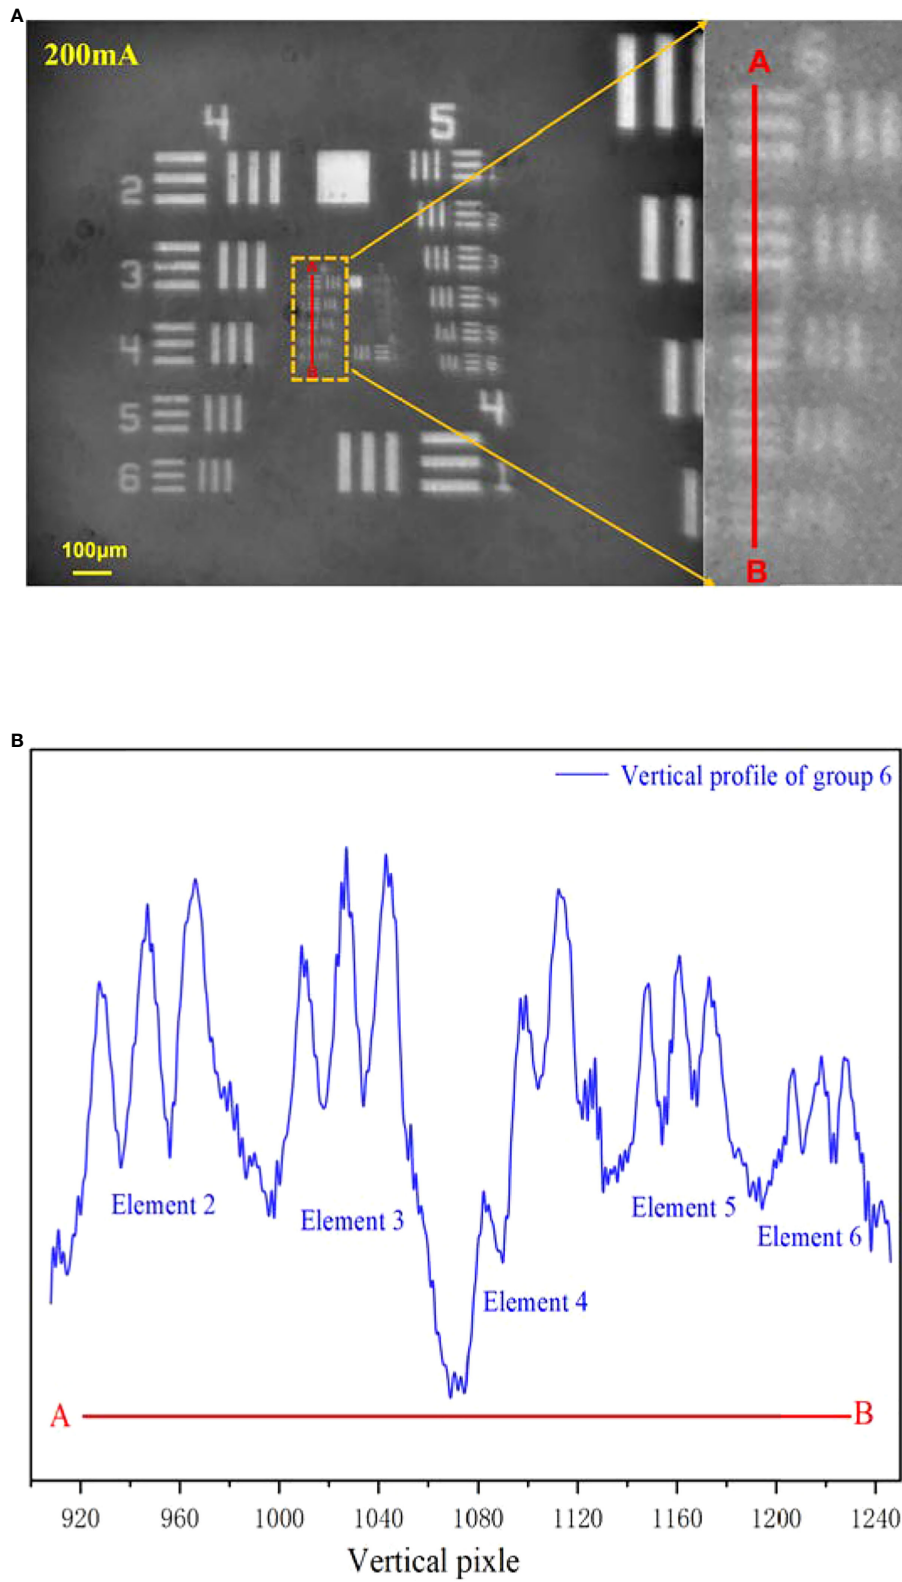 A
200mA
4
5
2
3
4
5
6
1
2
3
4
5
6
4
1
A
B
100μm
6
A
B
B
Vertical profile of group 6
Element 2
Element 3
Element 4
Element 5
Element 6
A
B
920 960 1000 1040 1080 1120 1160 1200 1240
Vertical pixle